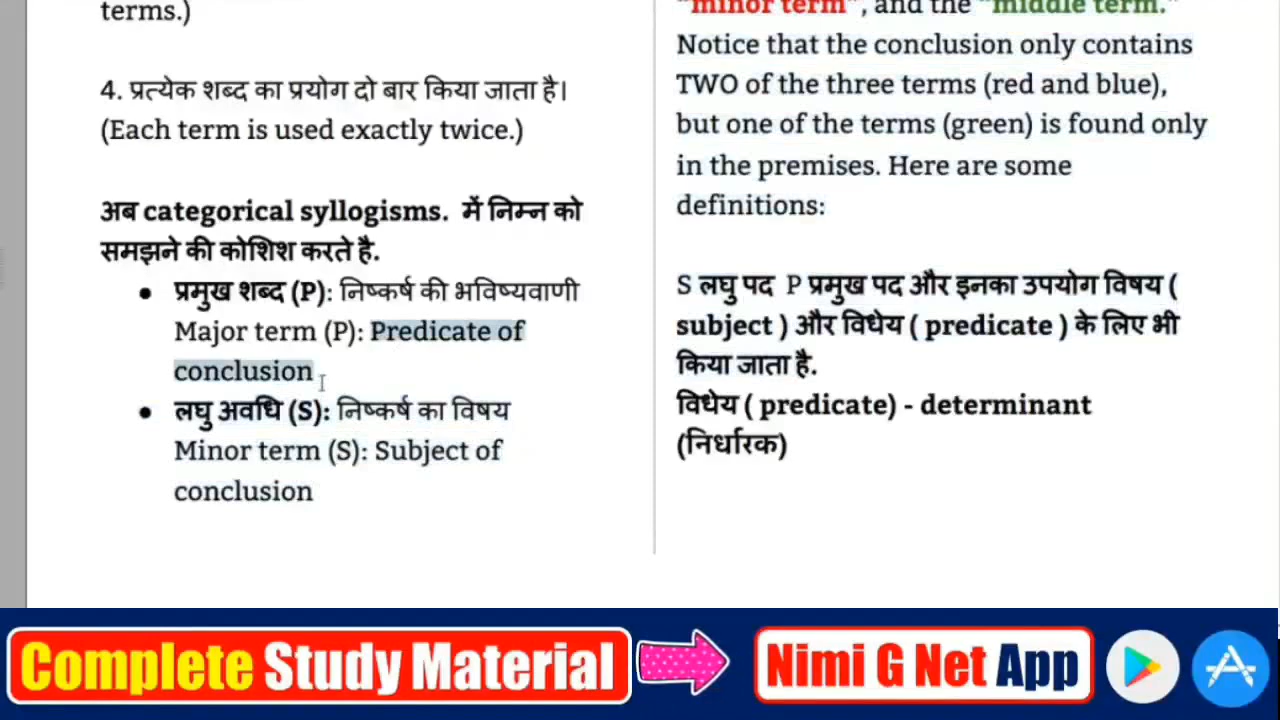 terms.)
4. प्रत्येक शब्द का प्रयोग दो बार किया जाता है।
(Each term is used exactly twice.)
अब categorical syllogisms. में निम्न को
समझने की कोशिश करते है.
● प्रमुख शब्द (P): निष्कर्ष की भविष्यवाणी
Major term (P): Predicate of
conclusion
● लघु अवधि (S): निष्कर्ष का विषय
Minor term (S): Subject of
conclusion
"minor term", and the "middle term."
Notice that the conclusion only contains
TWO of the three terms (red and blue),
but one of the terms (green) is found only
in the premises. Here are some
definitions:
S लघु पद P प्रमुख पद और इनका उपयोग विषय (
subject ) और विधेय ( predicate ) के लिए भी
किया जाता है.
विधेय ( predicate) - determinant
(निर्धारक)
Complete Study Material
Nimi G Net App